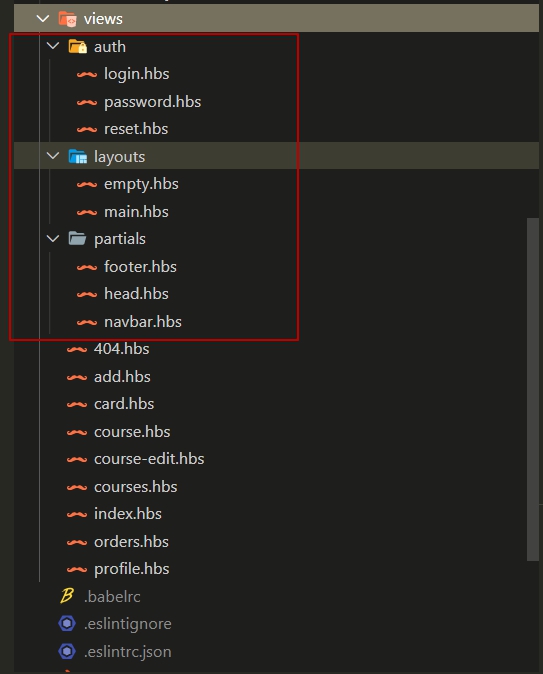 views
auth
login.hbs
password.hbs
reset.hbs
layouts
empty.hbs
main.hbs
partials
footer.hbs
head.hbs
navbar.hbs
404.hbs
add.hbs
card.hbs
course.hbs
course-edit.hbs
courses.hbs
index.hbs
orders.hbs
profile.hbs
.babelrc
.eslintignore
.eslintrc.json